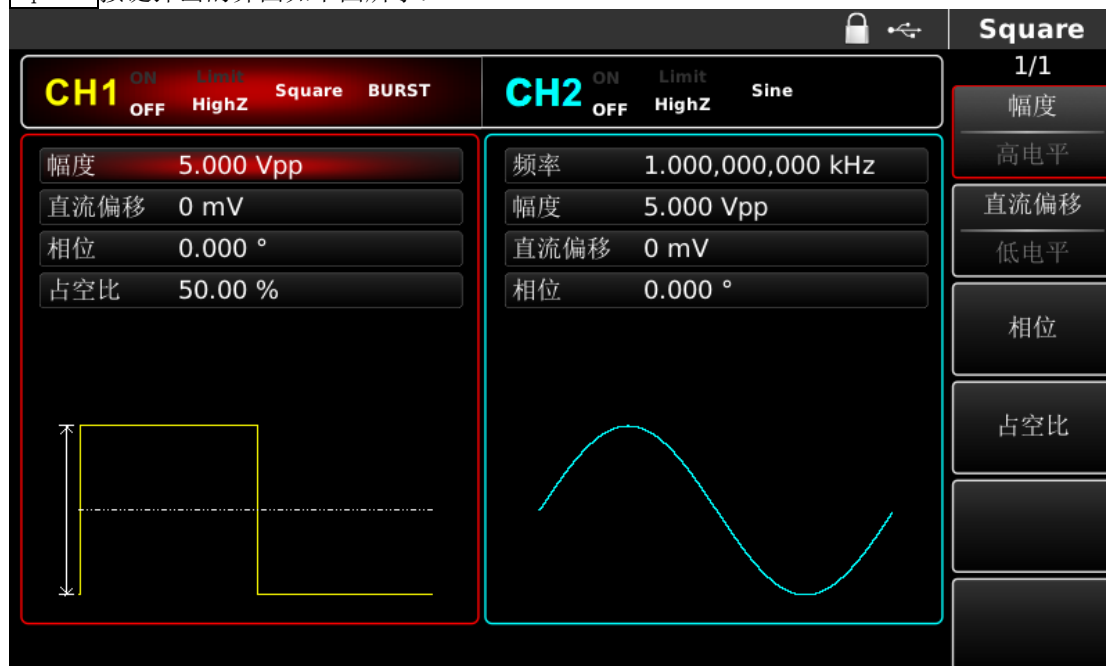 Square
1/1
CH1 ON OFF Limit HighZ Square BURST
CH2 ON OFF Limit HighZ Sine
幅度 5.000 Vpp
直流偏移 0 mV
相位 0.000 °
占空比 50.00 %
频率 1.000,000,000 kHz
幅度 5.000 Vpp
直流偏移 0 mV
相位 0.000 °
幅度
高电平
直流偏移
低电平
相位
占空比